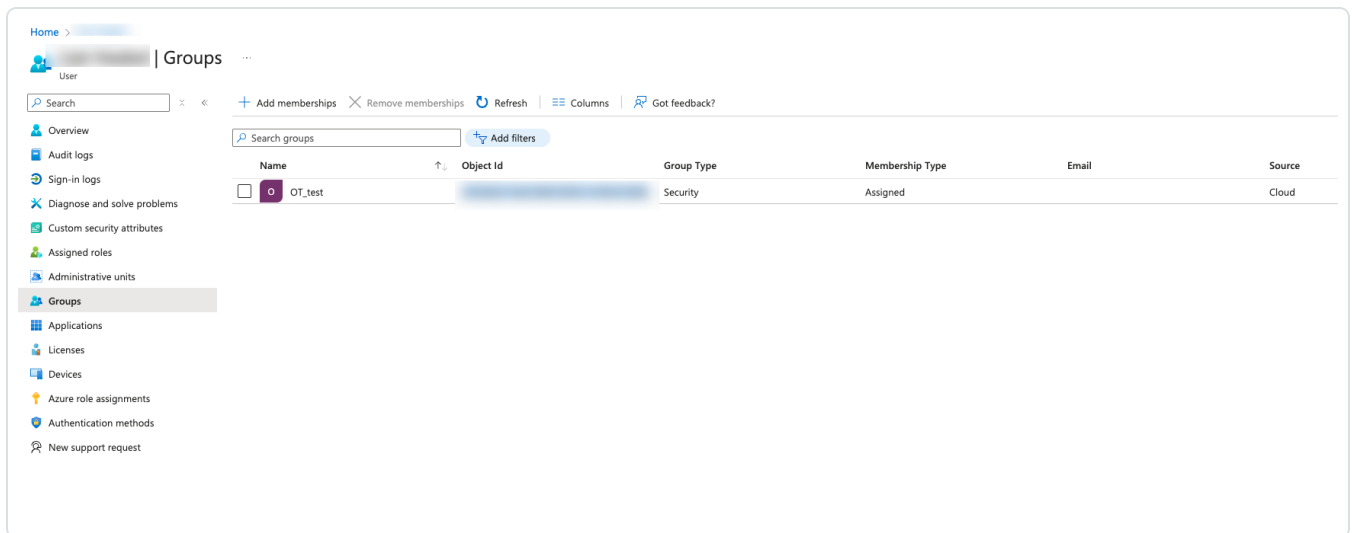 Home >
| Groups ...
User
Search
Add memberships Remove memberships Refresh Columns Got feedback?
Overview
Audit logs
Sign-in logs
Diagnose and solve problems
Custom security attributes
Assigned roles
Administrative units
Groups
Applications
Licenses
Devices
Azure role assignments
Authentication methods
New support request
Search groups Add filters
Name Object Id Group Type Membership Type Email Source
O OT_test Security Assigned Cloud